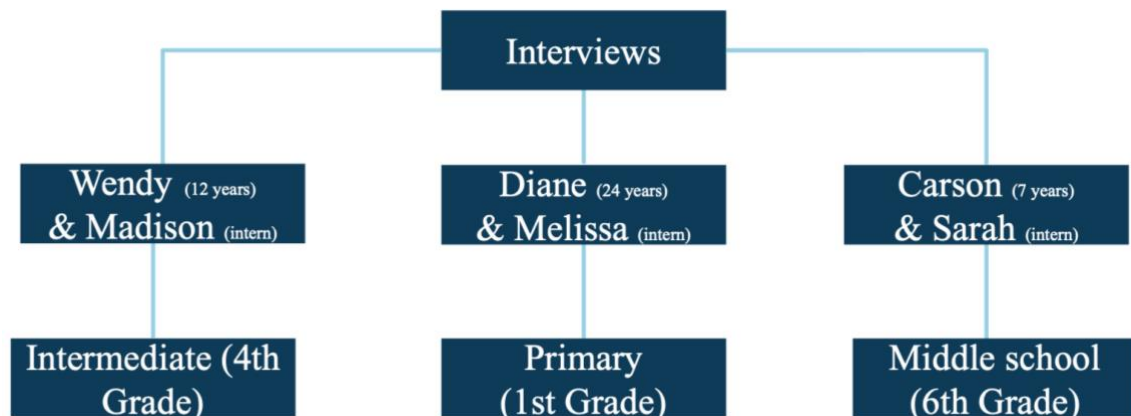 Interviews
Wendy (12 years)
& Madison (intern)
Diane (24 years)
& Melissa (intern)
Carson (7 years)
& Sarah (intern)
Intermediate (4th
Grade)
Primary
(1st Grade)
Middle school
(6th Grade)